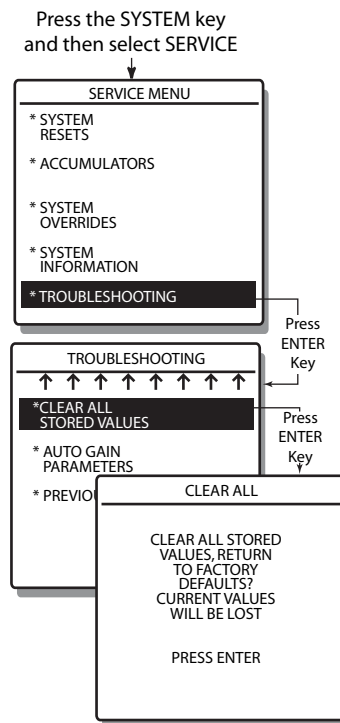 Press the SYSTEM key
and then select SERVICE
SERVICE MENU
* SYSTEM
RESETS
* ACCUMULATORS
* SYSTEM
OVERRIDES
* SYSTEM
INFORMATION
* TROUBLESHOOTING
Press
ENTER
Key
TROUBLESHOOTING
*CLEAR ALL
STORED VALUES
* AUTO GAIN
PARAMETERS
Press
ENTER
Key
CLEAR ALL
CLEAR ALL STORED
VALUES, RETURN
TO FACTORY
DEFAULTS?
CURRENT VALUES
WILL BE LOST
PRESS ENTER